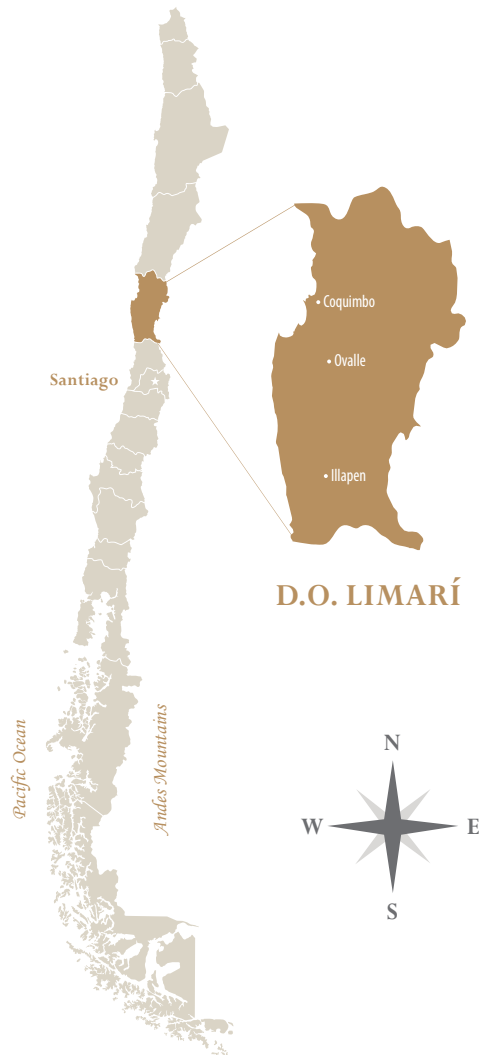 Coquimbo
Ovalle
Santiago
Illapen
D.O. LIMARÍ
Pacific Ocean
Andes Mountains
N
W
E
S